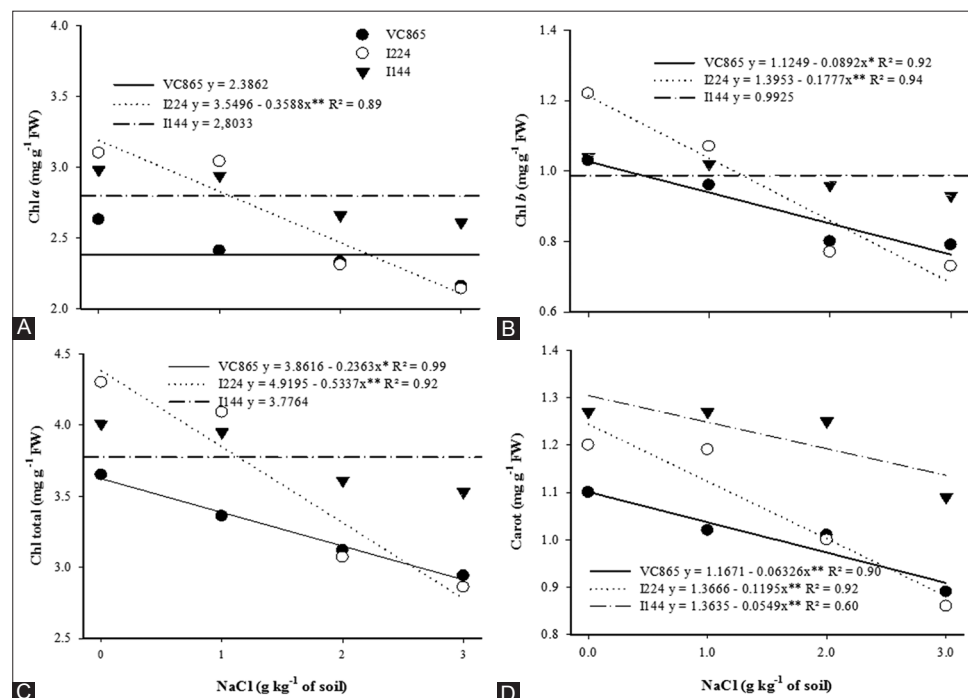 VC865
I224
I144
VC865 y = 2.3862
I224 y = 3.5496 - 0.3588x** R² = 0.89
I144 y = 2,8033
4.0
3.5
3.0
2.5
2.0
Chl a (mg g-1 FW)
A
VC865 y = 1.1249 - 0.0892x* R² = 0.92
I224 y = 1.3953 - 0.1777x** R² = 0.94
I144 y = 0.9925
1.4
1.2
1.0
0.8
0.6
Chl b (mg g-1 FW)
B
VC865 y = 3.8616 - 0.2363x* R² = 0.99
I224 y = 4.9195 - 0.5337x** R² = 0.92
I144 y = 3.7764
4.5
4.0
3.5
3.0
2.5
Chl total (mg g-1 FW)
0 1 2 3
NaCl (g kg-1 of soil)
C
1.4
1.3
1.2
1.1
1.0
0.9
0.8
Carot (mg g-1 FW)
VC865 y = 1.1671 - 0.06326x** R² = 0.90
I224 y = 1.3666 - 0.1195x** R² = 0.92
I144 y = 1.3635 - 0.0549x** R² = 0.60
0.0 1.0 2.0 3.0
NaCl (g kg-1 of soil)
D